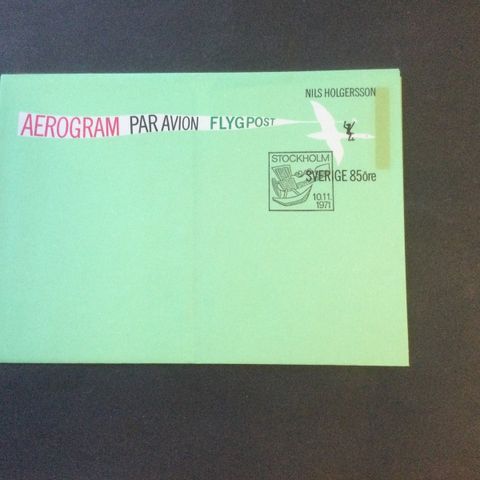 NILS HOLGERSSON
AEROGRAM PAR AVION FLYGPOST
STOCKHOLM
SVERIGE 85öre
10.11.
1971